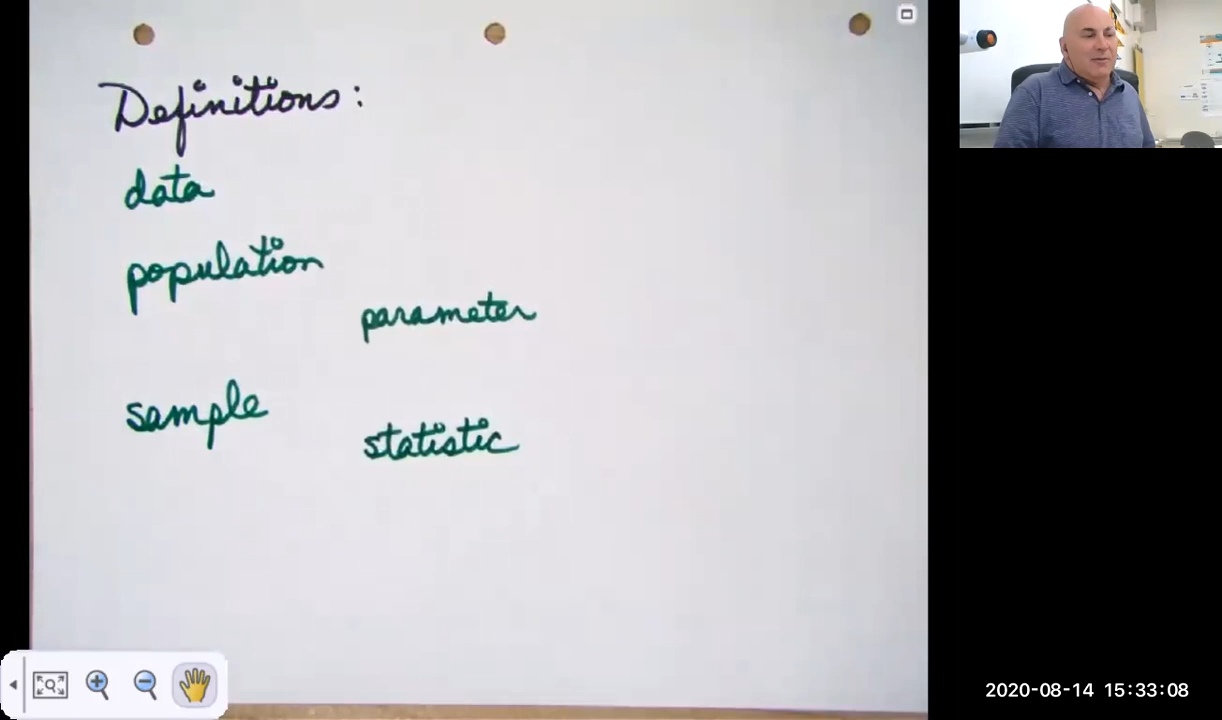 Definitions:
data
population
parameter
sample
statistic
2020-08-14 15:33:08